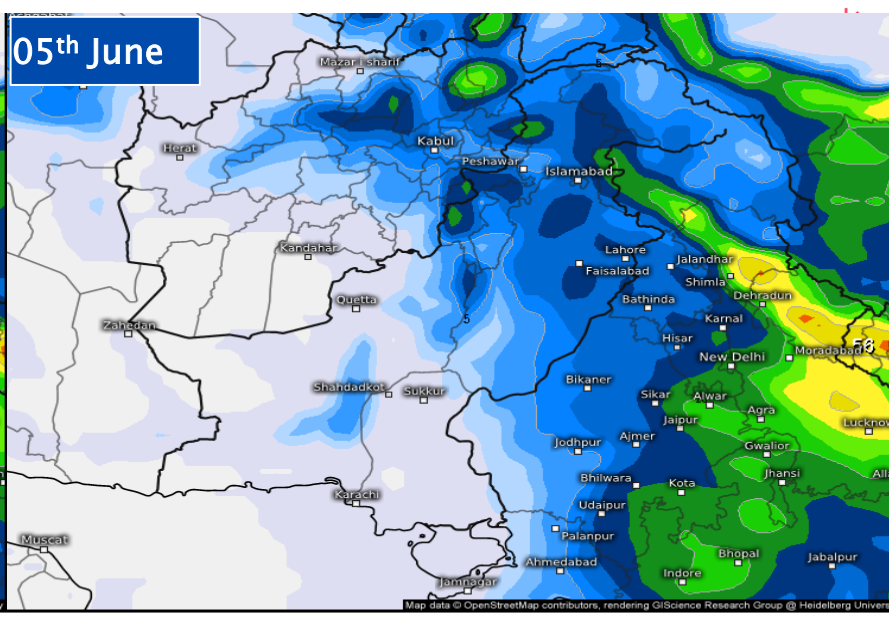 05th June
Mazar i sharif
5
Herat
Kabul
Peshawar
Islamabad
Kandahar
Lahore
Jalandhar
Faisalabad
Shimla
Quetta
Bathinda
Dehradun
5
Karnal
Zahedan
Hisar
56
New Delhi
Moradabad
Shahdadkot
Sukkur
Bikaner
Sikar
Alwar
Agra
Jaipur
Lucknow
Jodhpur
Ajmer
Gwalior
Bhilwara
Kota
Jhansi
Alla
Karachi
Udaipur
Palanpur
Muscat
Bhopal
Jabalpur
Ahmedabad
Indore
Jamnagar
Map data © OpenStreetMap contributors, rendering GIScience Research Group @ Heidelberg Univers